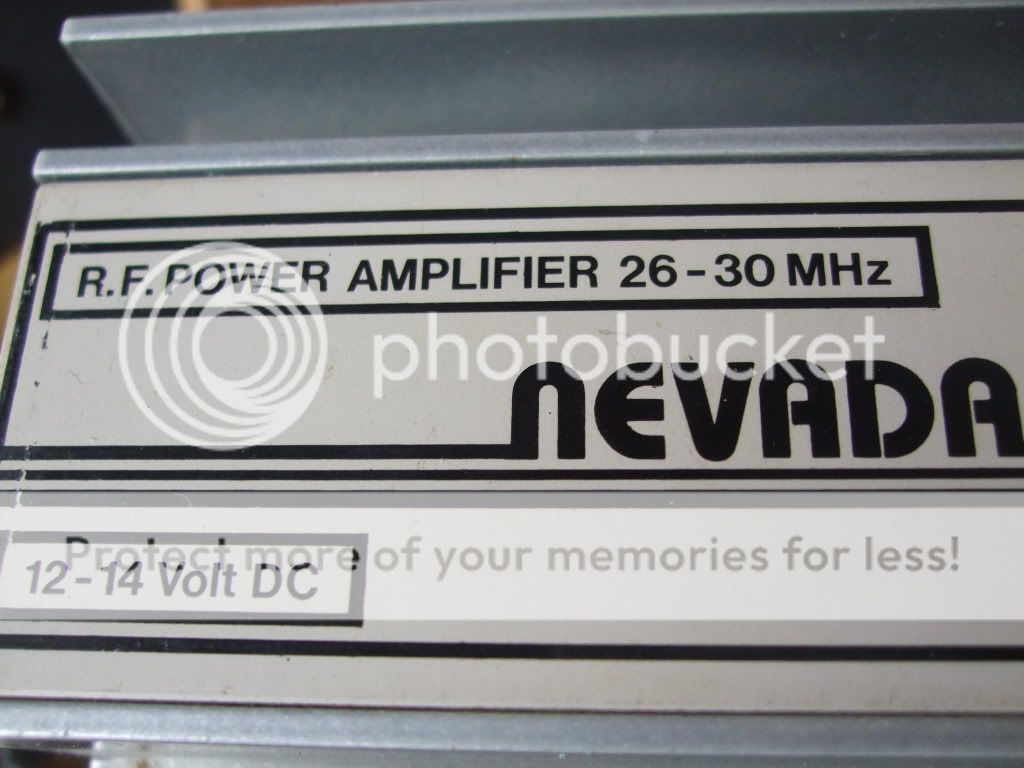 R.F. POWER AMPLIFIER 26-30 MHz
photobucket
NEVADA
Protect more of your memories for less!
12-14 Volt DC